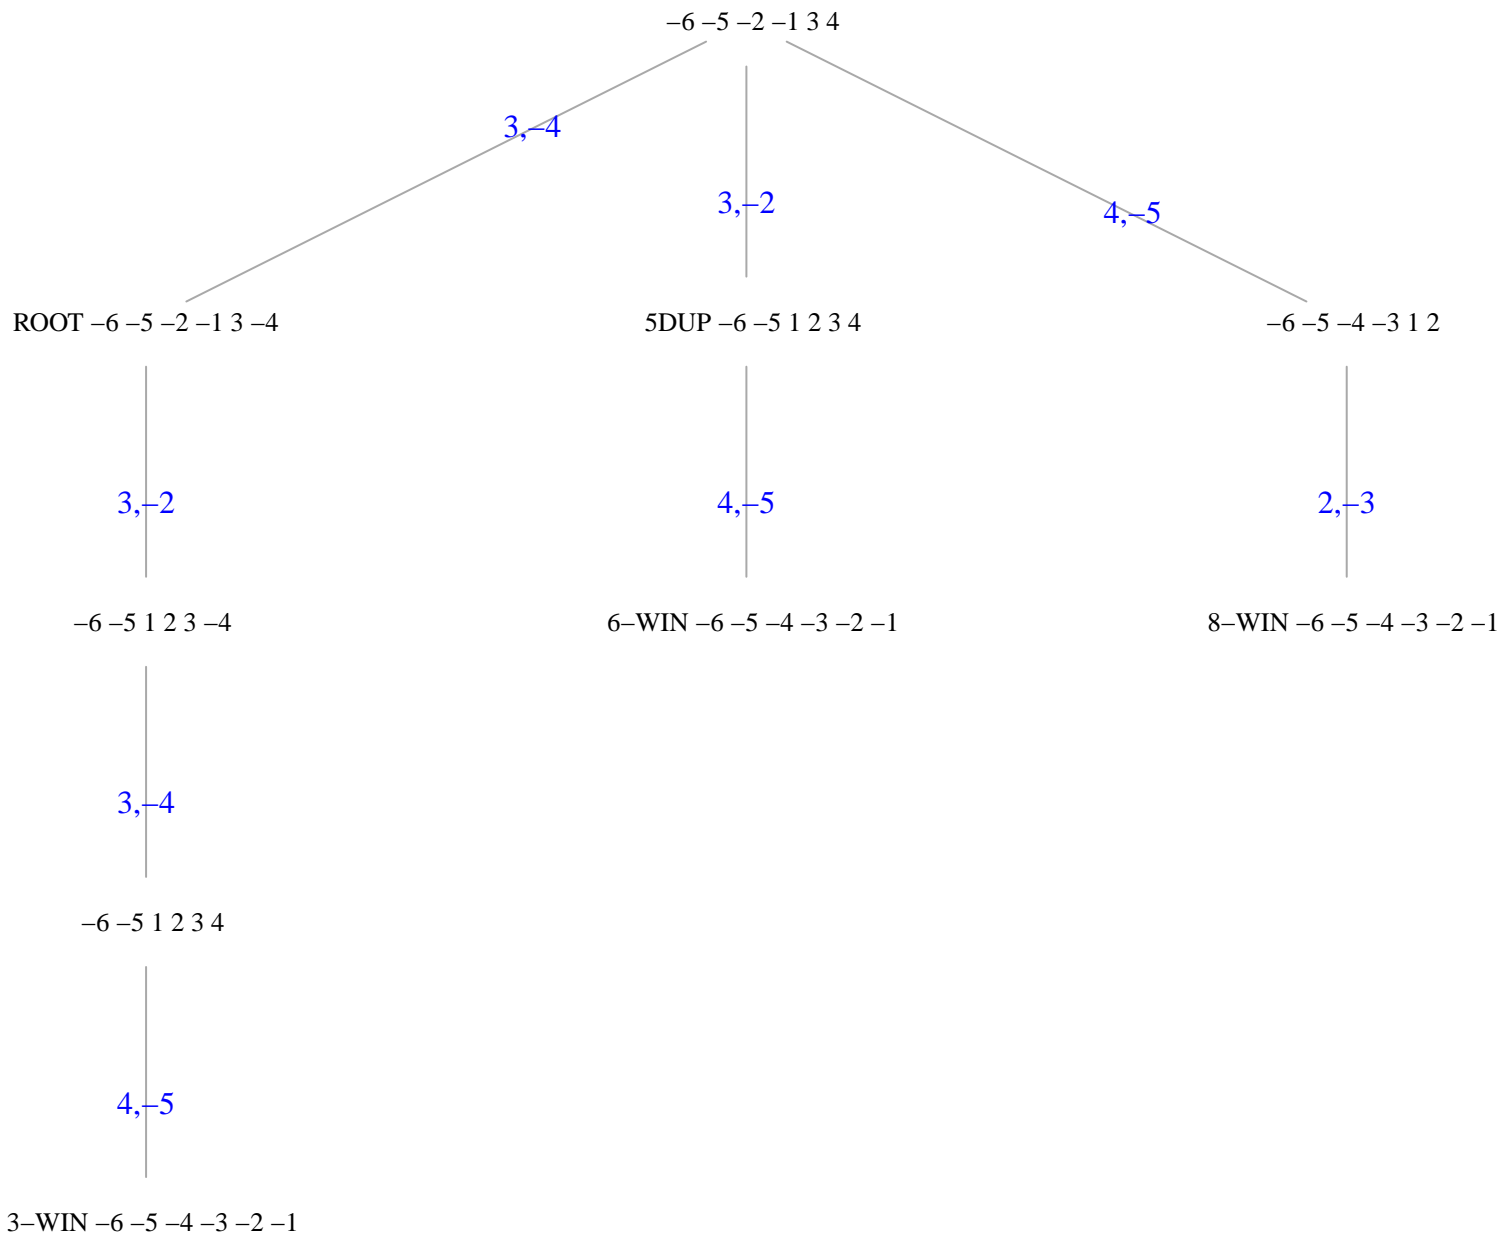 –6 –5 –2 –1 3 4
3,–4
3,–2
4,–5
ROOT –6 –5 –2 –1 3 –4
5DUP –6 –5 1 2 3 4
–6 –5 –4 –3 1 2
3,–2
4,–5
2,–3
–6 –5 1 2 3 –4
6–WIN –6 –5 –4 –3 –2 –1
8–WIN –6 –5 –4 –3 –2 –1
3,–4
–6 –5 1 2 3 4
4,–5
3–WIN –6 –5 –4 –3 –2 –1